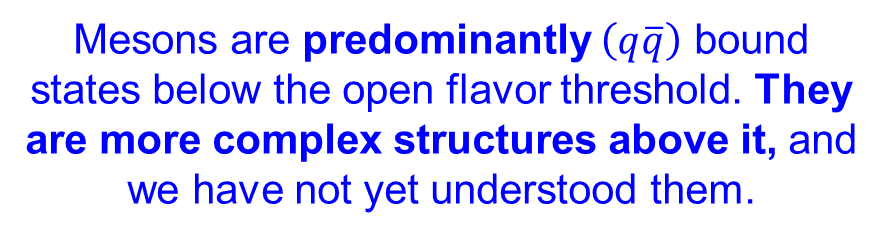 Mesons are predominantly (qq̄) bound
states below the open flavor threshold. They
are more complex structures above it, and
we have not yet understood them.